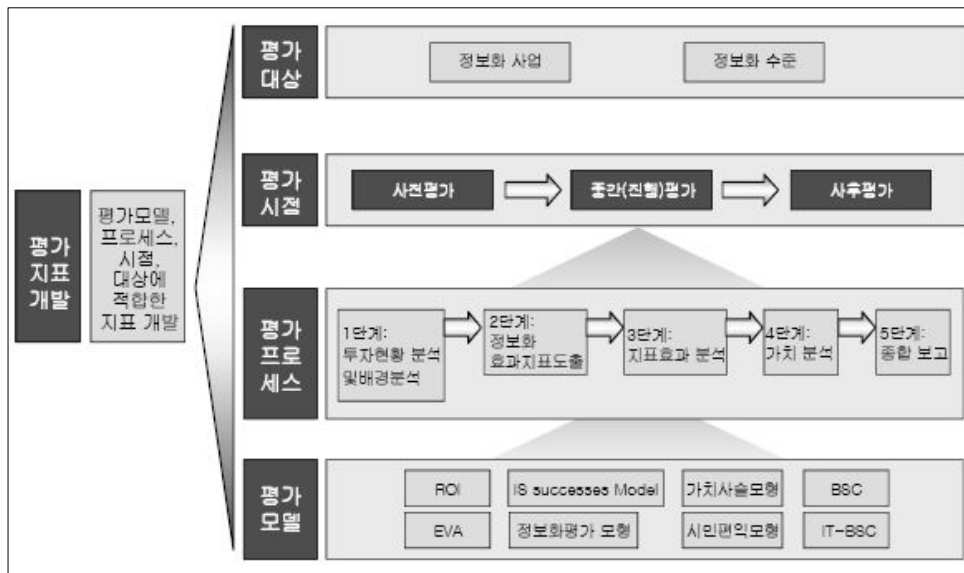 평가
대상
정보화 사업
정보화 수준
평가
시점
사전평가
중간(진행)평가
사후평가
평가
지표
개발
평가모델,
프로세스,
시점,
대상에
적합한
지표 개발
평가
프로
세스
1단계:
투자현황 분석
및배경분석
2단계:
정보화
효과지표도출
3단계:
지표효과 분석
4단계:
가치 분석
5단계:
종합 보고
평가
모델
ROI
IS successes Model
가치사슬모형
BSC
EVA
정보화평가 모형
시민편익모형
IT-BSC